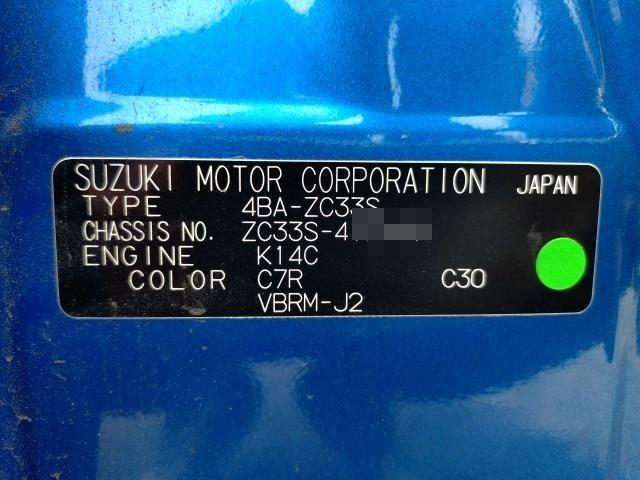 SUZUKI MOTOR CORPORATION JAPAN
TYPE 4BA-ZC33S
CHASSIS NO. ZC33S-4
ENGINE K14C
COLOR C7R C30
VBRM-J2